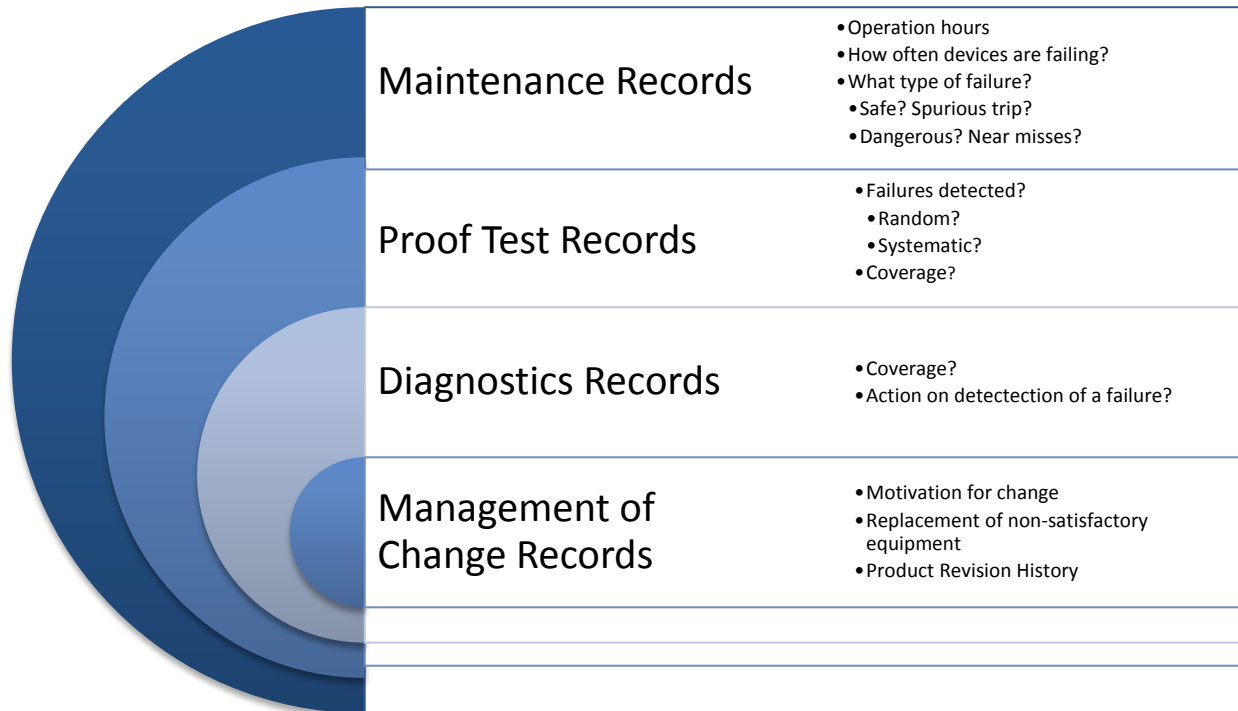 Maintenance Records
•Operation hours
•How often devices are failing?
•What type of failure?
•Safe? Spurious trip?
•Dangerous? Near misses?
Proof Test Records
•Failures detected?
•Random?
•Systematic?
•Coverage?
Diagnostics Records
•Coverage?
•Action on detectection of a failure?
Management of
Change Records
•Motivation for change
•Replacement of non-satisfactory
equipment
•Product Revision History